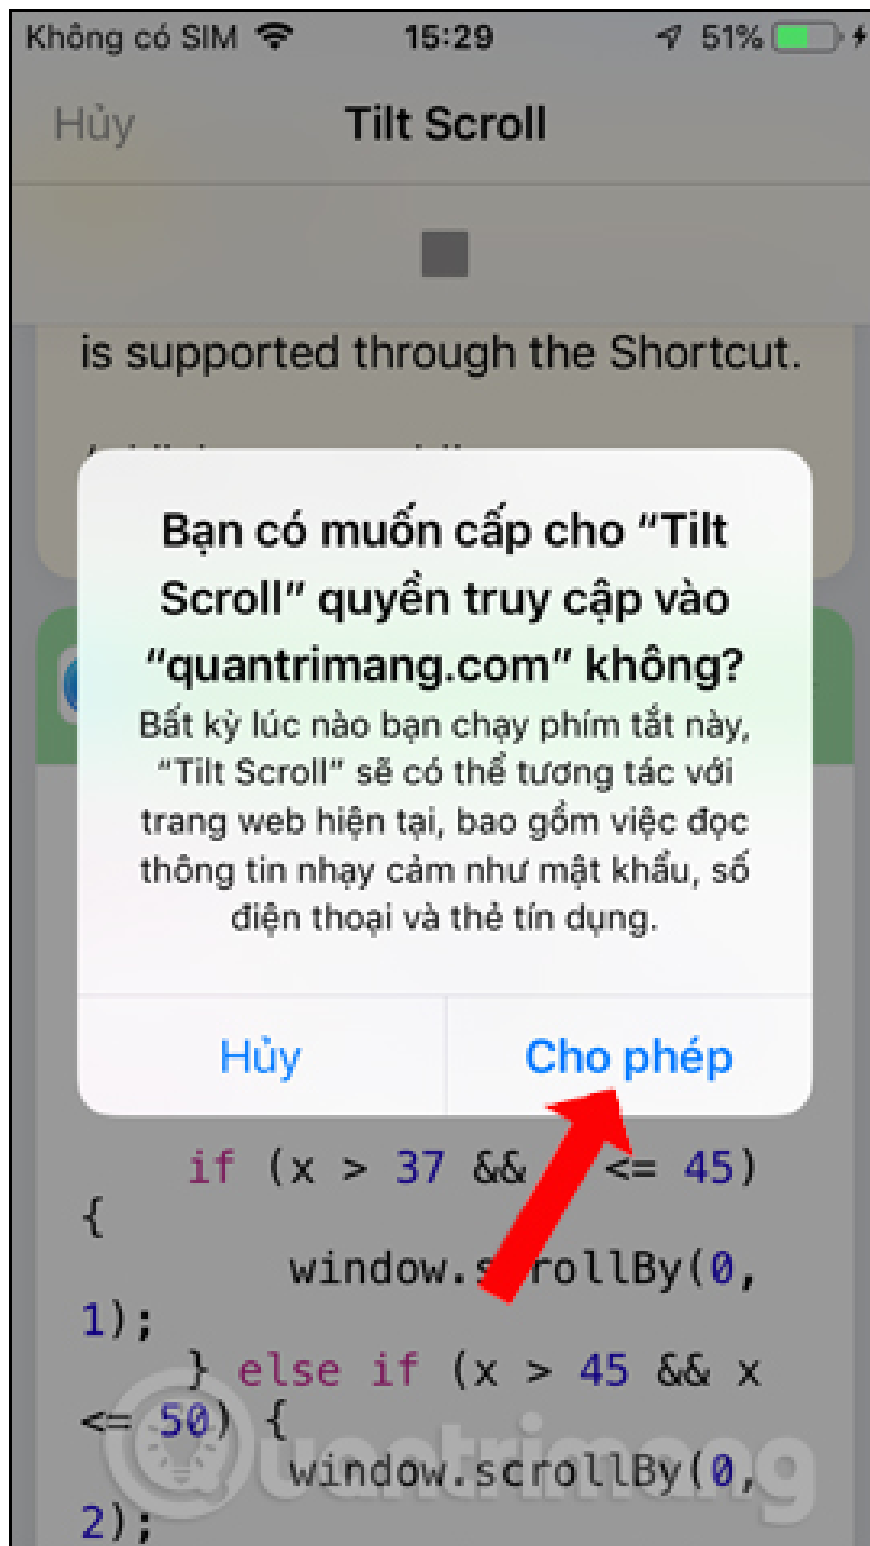 Không có SIM 15:29 51%
Hủy Tilt Scroll
is supported through the Shortcut.
Bạn có muốn cấp cho “Tilt
Scroll” quyền truy cập vào
“quantrimang.com” không?
Bất kỳ lúc nào bạn chạy phím tắt này,
“Tilt Scroll” sẽ có thể tương tác với
trang web hiện tại, bao gồm việc đọc
thông tin nhạy cảm như mật khẩu, số
điện thoại và thẻ tín dụng.
Hủy Cho phép
if (x > 37 && <= 45)
{
window.scrollBy(0,
1);
} else if (x > 45 && x
<= 50) {
window.scrollBy(0,
2);
Quantrimang